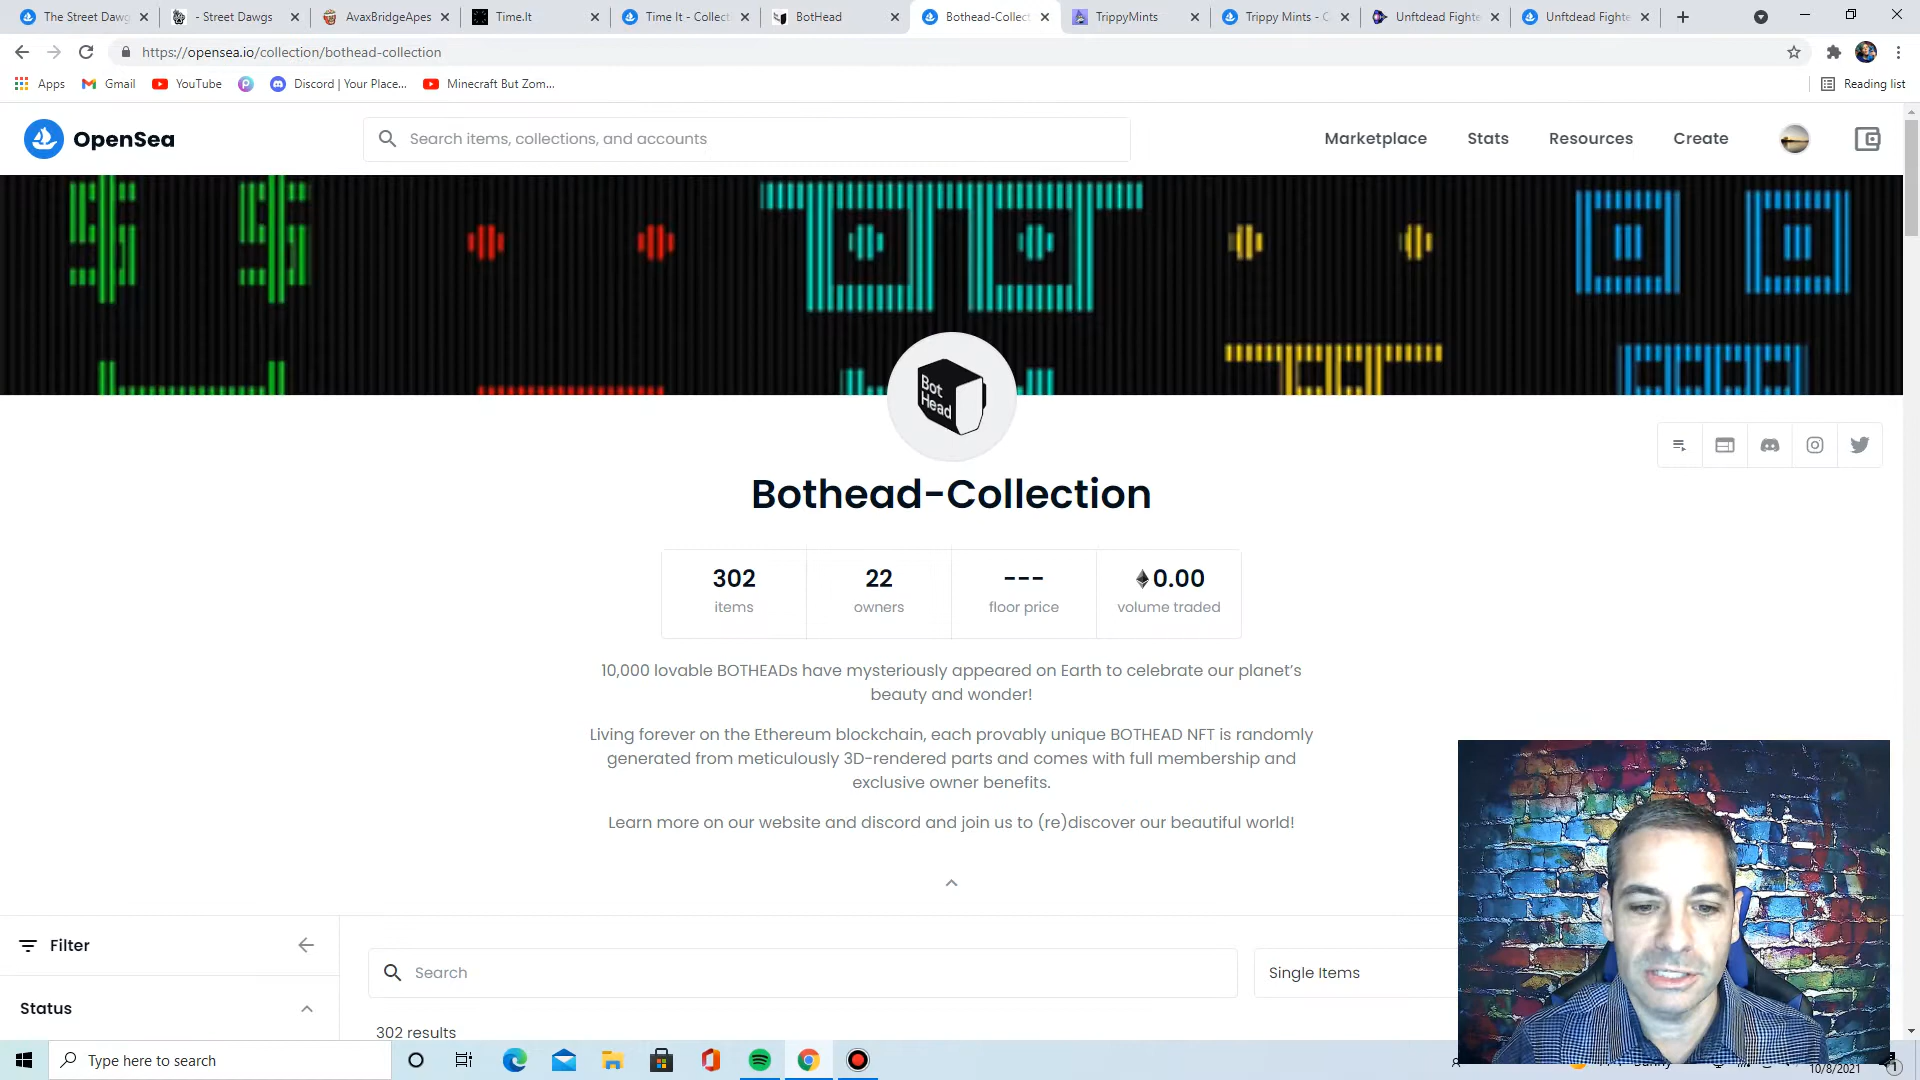 The Street Dawg
- Street Dawgs
AvaxBridgeApes
Time.It
Time It - Collect
BotHead
Bothead-Collect
TrippyMints
Trippy Mints - C
Unftdead Fighte
Unftdead Fighte
https://opensea.io/collection/bothead-collection
Apps
Gmail
YouTube
Discord | Your Place...
Minecraft But Zom...
Reading list
OpenSea
Search items, collections, and accounts
Marketplace
Stats
Resources
Create
Bot
Head
Bothead-Collection
302
items
22
owners
---
floor price
0.00
volume traded
10,000 lovable BOTHEADs have mysteriously appeared on Earth to celebrate our planet's
beauty and wonder!
Living forever on the Ethereum blockchain, each provably unique BOTHEAD NFT is randomly
generated from meticulously 3D-rendered parts and comes with full membership and
exclusive owner benefits.
Learn more on our website and discord and join us to (re)discover our beautiful world!
Filter
Search
Single Items
Status
302 results
Type here to search
10/8/2021
1